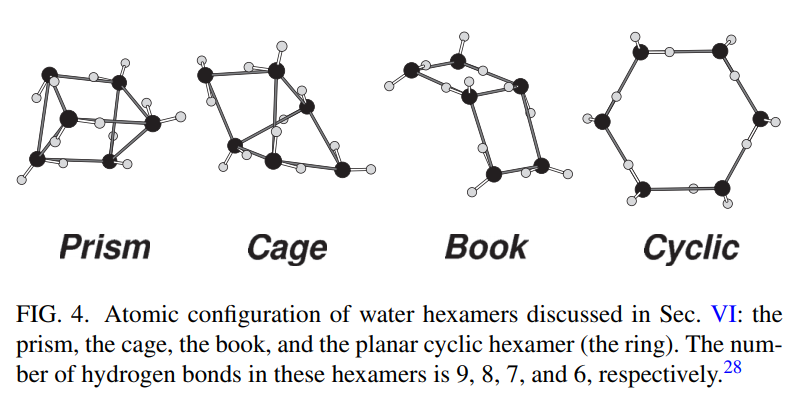 Prism Cage Book Cyclic
FIG. 4. Atomic configuration of water hexamers discussed in Sec. VI: the
prism, the cage, the book, and the planar cyclic hexamer (the ring). The num-
ber of hydrogen bonds in these hexamers is 9, 8, 7, and 6, respectively.28